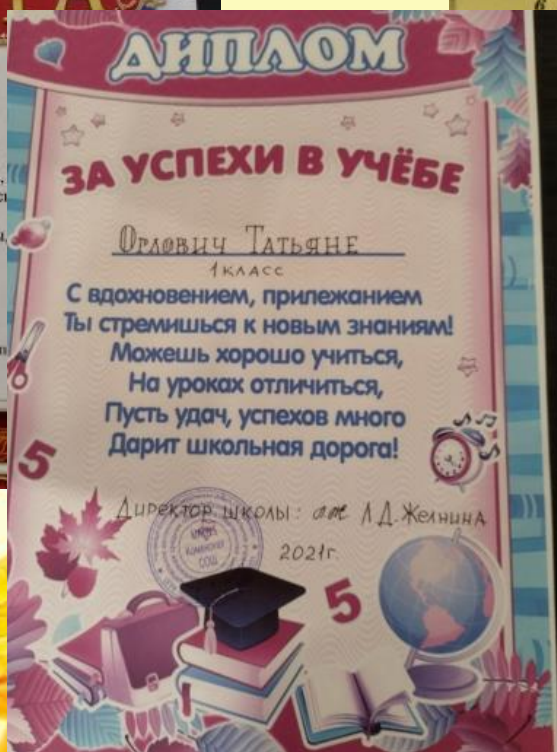 ДИПЛОМ
ЗА УСПЕХИ В УЧЁБЕ
Орлович Татьяне
1 класс
С вдохновением, прилежанием
Ты стремишься к новым знаниям!
Можешь хорошо учиться,
На уроках отличиться,
Пусть удач, успехов много
Дарит школьная дорога!
5
Директор школы: Л.Д. Желнина
2021г.
5